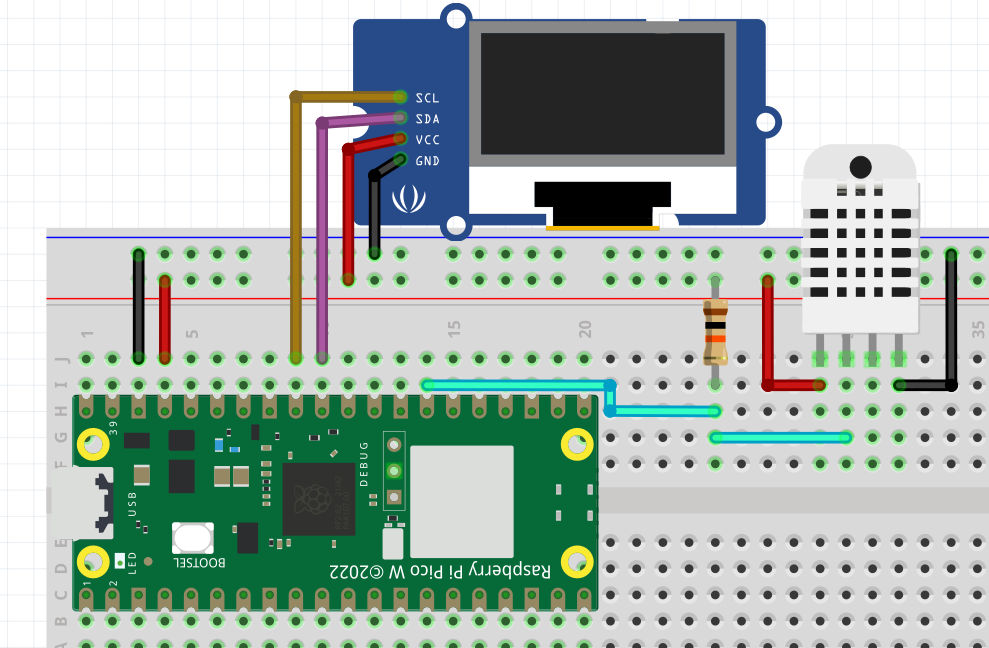 SCL
SDA
VCC
GND
1
5
15
20
35
J
I
H
G
F
E
D
C
B
A
39
DEBUG
USB
BOOTSEL
LED
1
2
Raspberry Pi Pico W ©2022